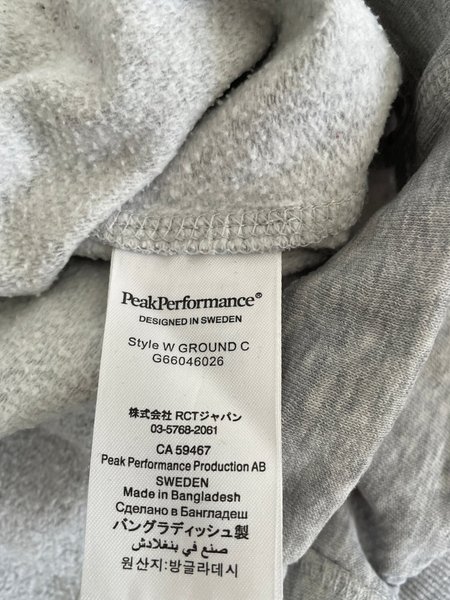 PeakPerformance®
DESIGNED IN SWEDEN
Style W GROUND C
G66046026
株式会社 RCTジャパン
03-5768-2061
CA 59467
Peak Performance Production AB
SWEDEN
Made in Bangladesh
Сделано в Бангладеш
バングラディッシュ製
صنع في بنغلادش
원산지:방글라데시